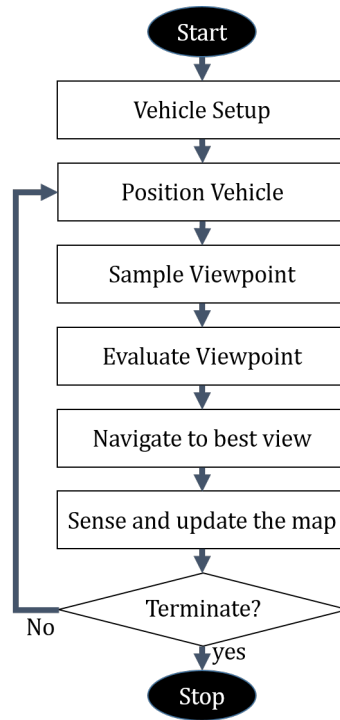 Start
Vehicle Setup
Position Vehicle
Sample Viewpoint
Evaluate Viewpoint
Navigate to best view
Sense and update the map
Terminate?
No
yes
Stop